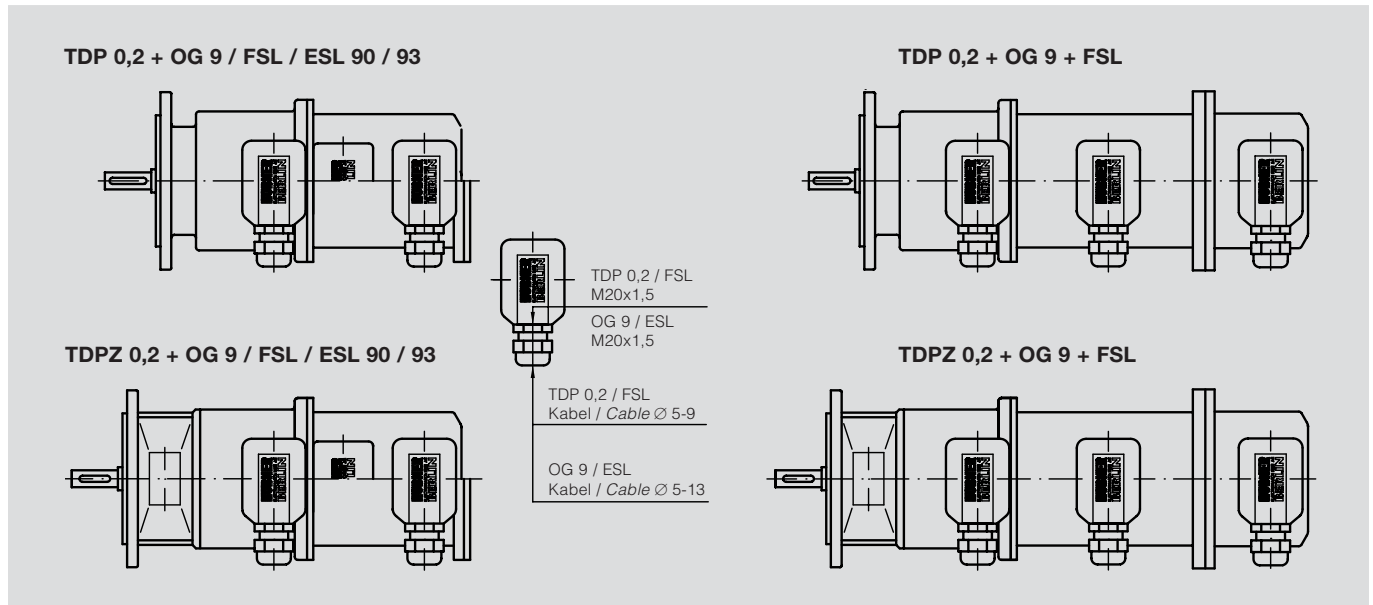 TDP 0,2 + OG 9 / FSL / ESL 90 / 93
TDP 0,2 + OG 9 + FSL
TDP 0,2 / FSL
M20x1,5
OG 9 / ESL
M20x1,5
TDPZ 0,2 + OG 9 / FSL / ESL 90 / 93
TDPZ 0,2 + OG 9 + FSL
TDP 0,2 / FSL
Kabel / Cable ∅ 5-9
OG 9 / ESL
Kabel / Cable ∅ 5-13